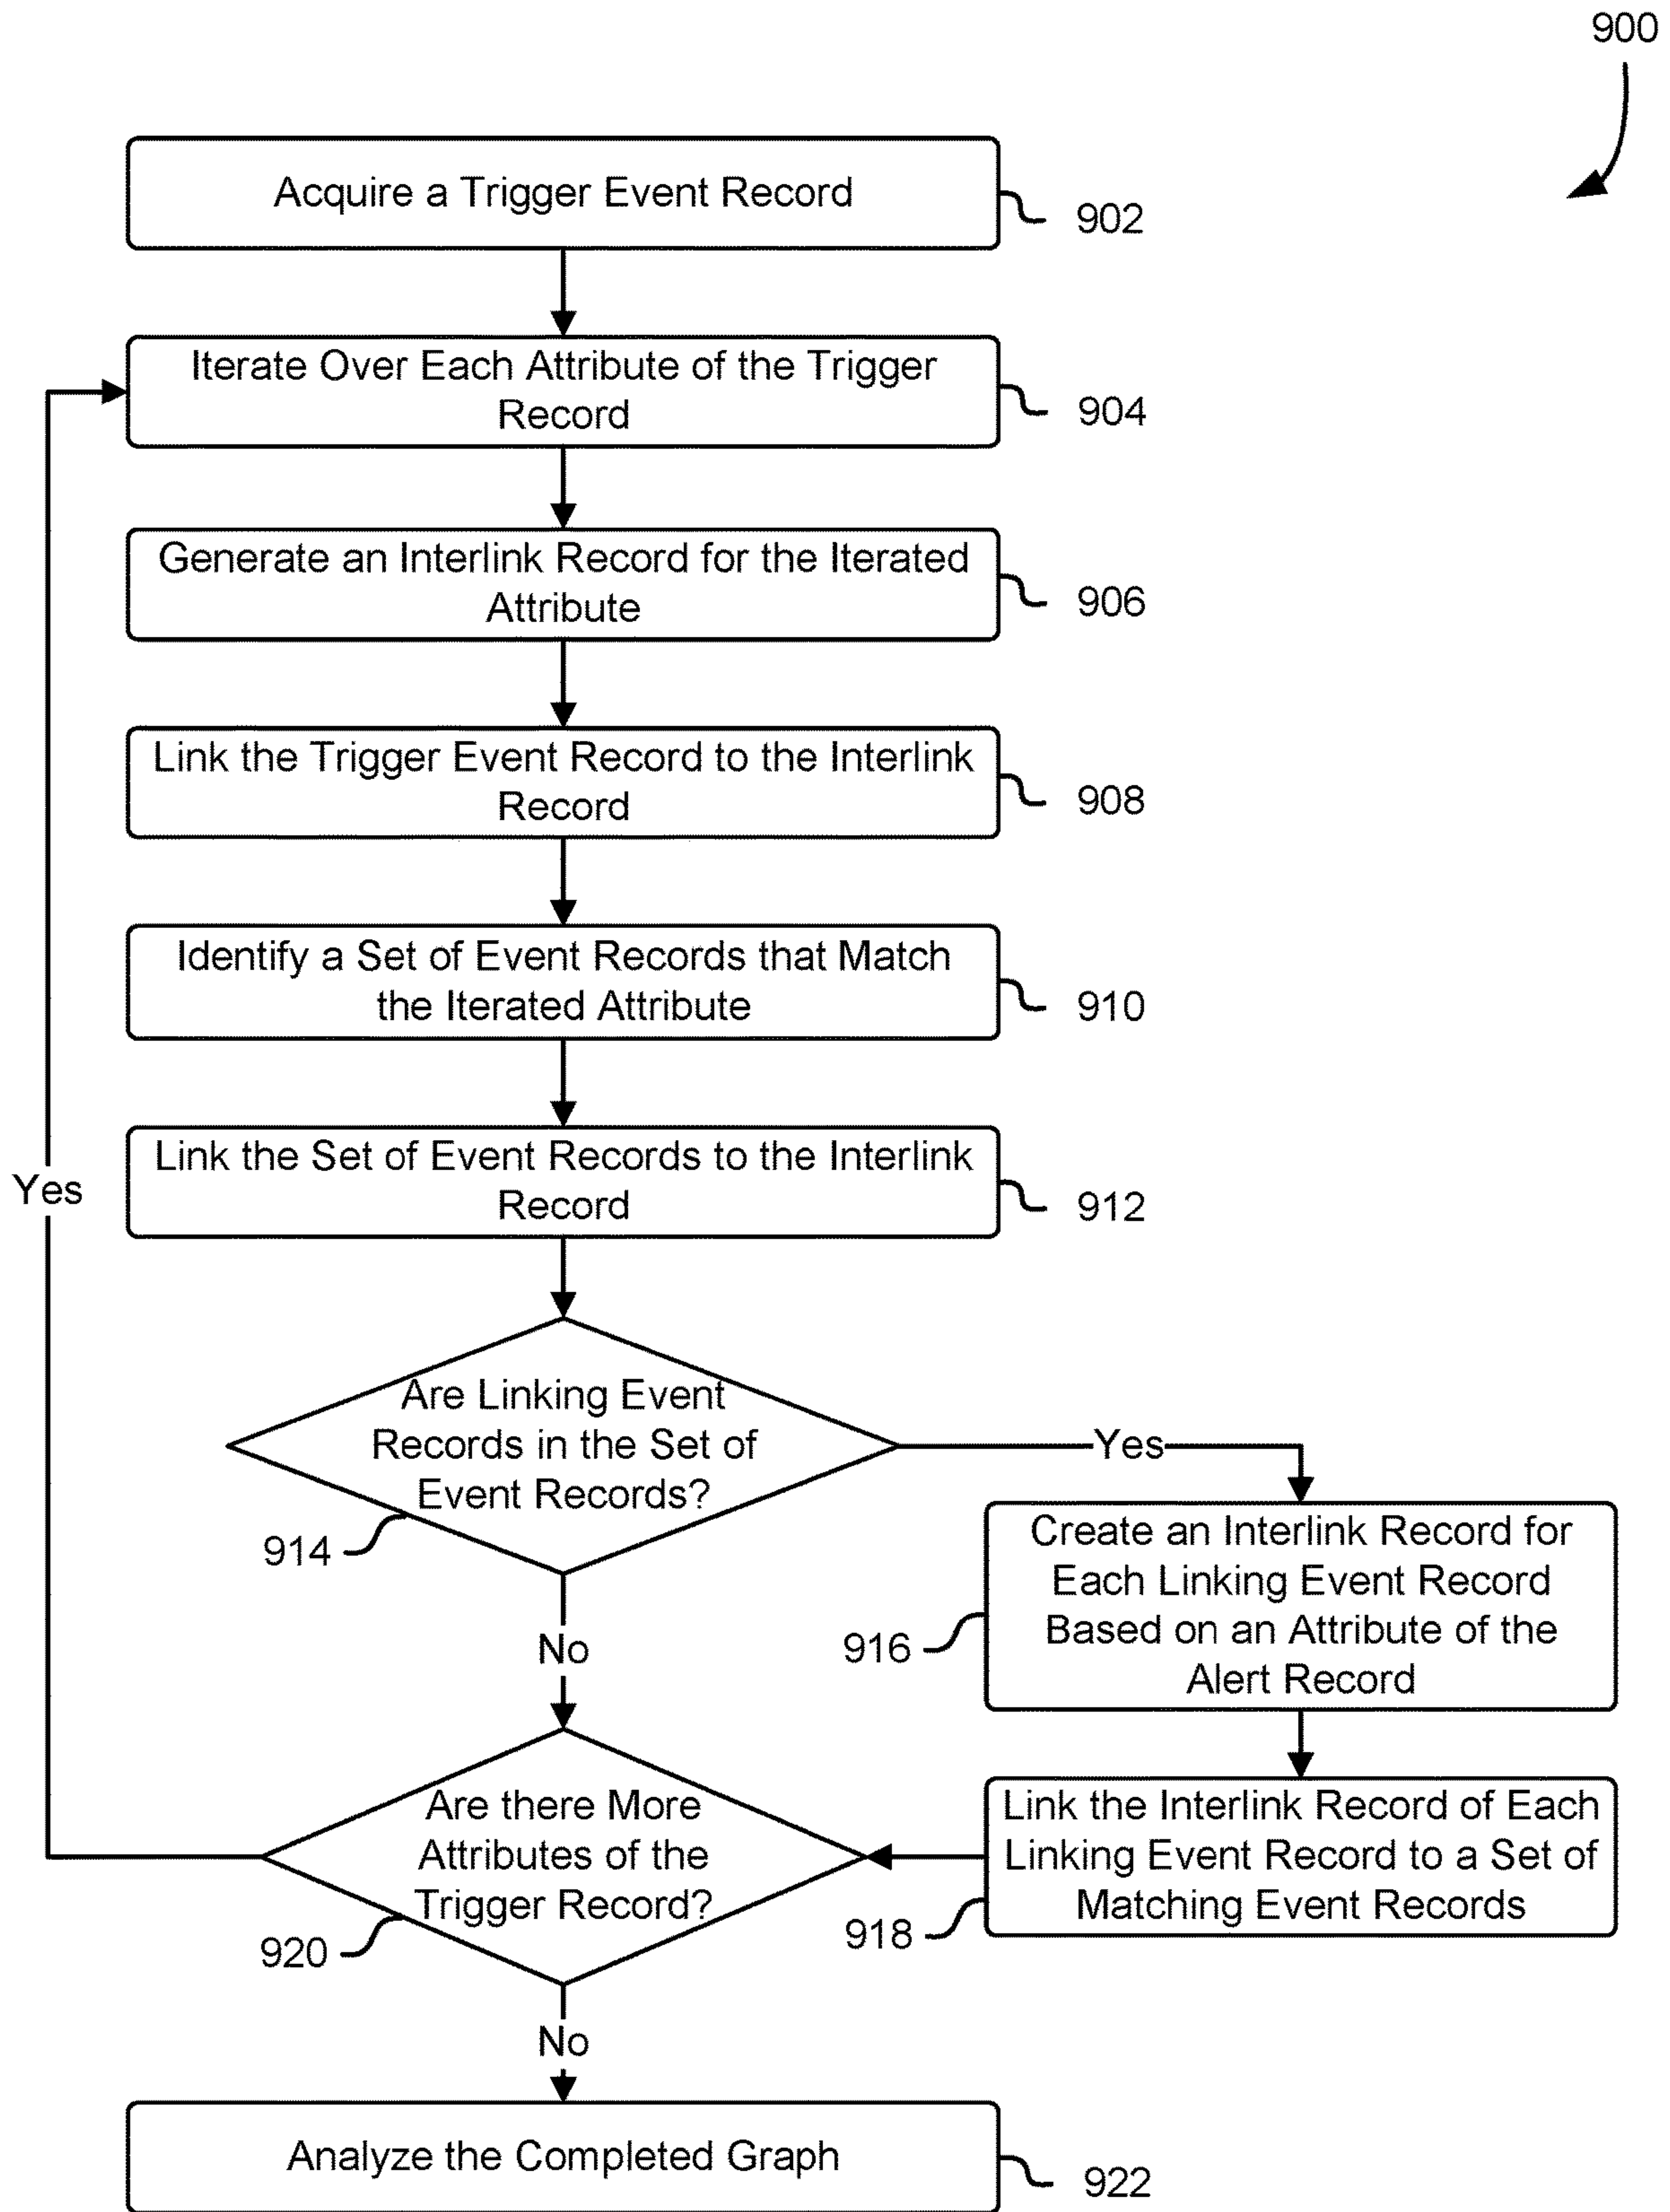 900
Acquire a Trigger Event Record
902
Iterate Over Each Attribute of the Trigger
Record
904
Generate an Interlink Record for the Iterated
Attribute
906
Link the Trigger Event Record to the Interlink
Record
908
Identify a Set of Event Records that Match
the Iterated Attribute
910
Link the Set of Event Records to the Interlink
Record
912
Yes
Are Linking Event
Records in the Set of
Event Records?
914
Yes
Create an Interlink Record for
Each Linking Event Record
Based on an Attribute of the
Alert Record
916
No
Link the Interlink Record of Each
Linking Event Record to a Set of
Matching Event Records
918
Are there More
Attributes of the
Trigger Record?
920
No
Analyze the Completed Graph
922